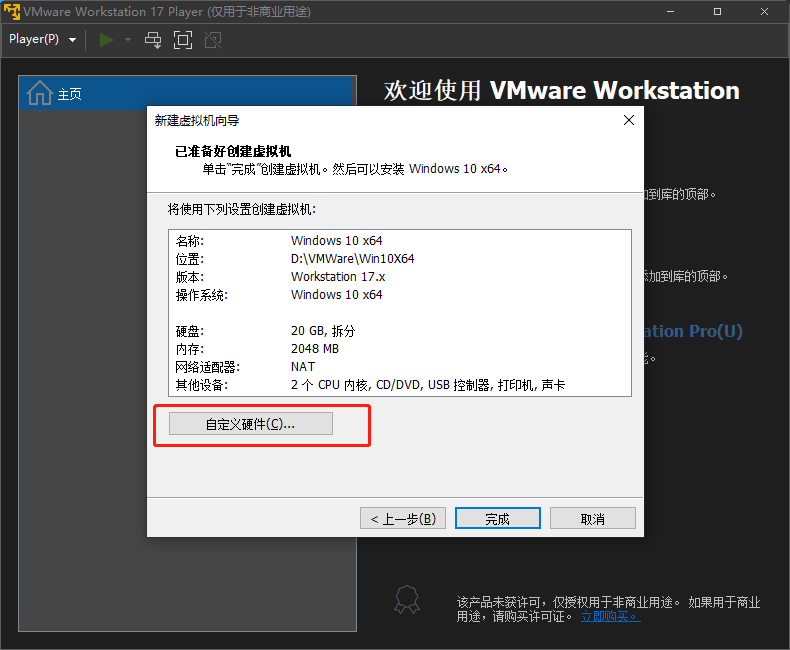 VMware Workstation 17 Player (仅用于非商业用途)
Player(P)
主页
欢迎使用 VMware Workstation
新建虚拟机向导
已准备好创建虚拟机
单击“完成”创建虚拟机。然后可以安装 Windows 10 x64。
将使用下列设置创建虚拟机:
名称: Windows 10 x64
位置: D:\VMWare\Win10X64
版本: Workstation 17.x
操作系统: Windows 10 x64
硬盘: 20 GB, 拆分
内存: 2048 MB
网络适配器: NAT
其他设备: 2 个 CPU 内核, CD/DVD, USB 控制器, 打印机, 声卡
自定义硬件(C)...
< 上一步(B)
完成
取消
加到库的顶部。
添加到库的顶部。
ation Pro(U)
能。
该产品未获许可，仅授权用于非商业用途。 如果用于商业
用途，请购买许可证。 立即购买。